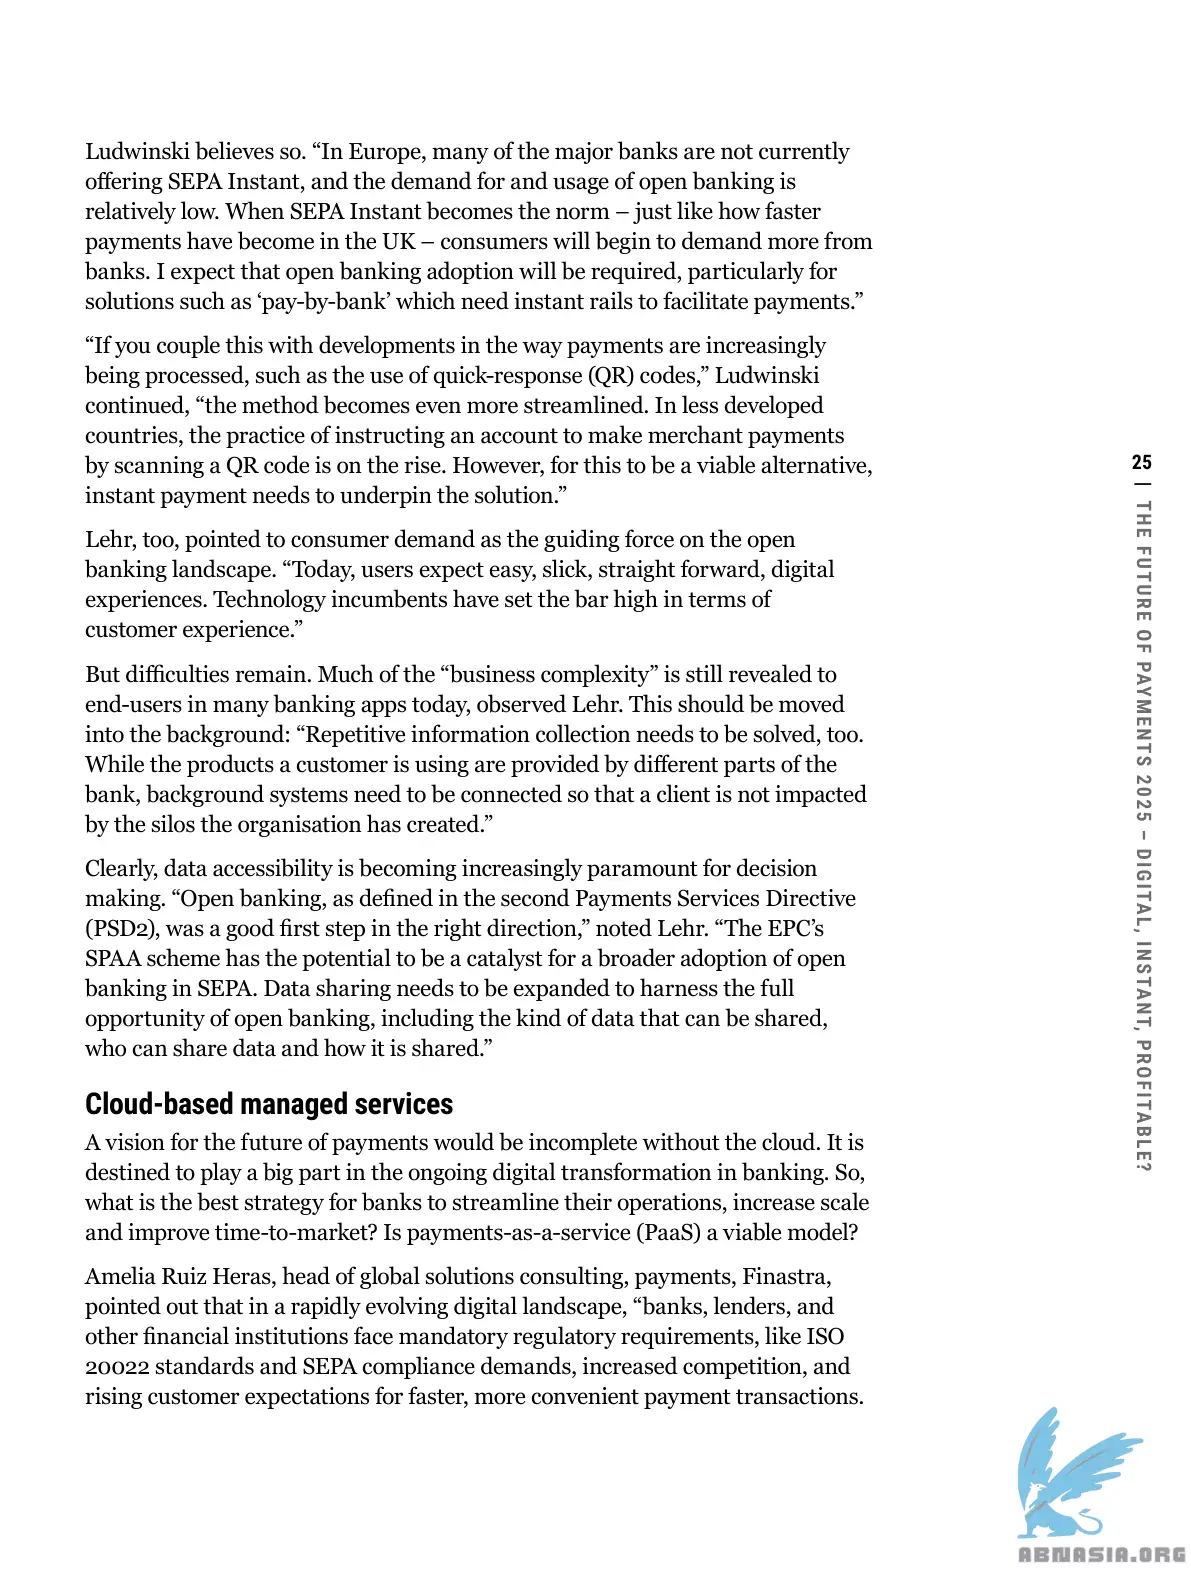 Ludwinski believes so. “In Europe, many of the major banks are not currently
offering SEPA Instant, and the demand for and usage of open banking is
relatively low. When SEPA Instant becomes the norm – just like how faster
payments have become in the UK – consumers will begin to demand more from
banks. I expect that open banking adoption will be required, particularly for
solutions such as ‘pay-by-bank’ which need instant rails to facilitate payments.”
“If you couple this with developments in the way payments are increasingly
being processed, such as the use of quick-response (QR) codes,” Ludwinski
continued, “the method becomes even more streamlined. In less developed
countries, the practice of instructing an account to make merchant payments
by scanning a QR code is on the rise. However, for this to be a viable alternative,
instant payment needs to underpin the solution.”
Lehr, too, pointed to consumer demand as the guiding force on the open
banking landscape. “Today, users expect easy, slick, straight forward, digital
experiences. Technology incumbents have set the bar high in terms of
customer experience.”
But difficulties remain. Much of the “business complexity” is still revealed to
end-users in many banking apps today, observed Lehr. This should be moved
into the background: “Repetitive information collection needs to be solved, too.
While the products a customer is using are provided by different parts of the
bank, background systems need to be connected so that a client is not impacted
by the silos the organisation has created.”
Clearly, data accessibility is becoming increasingly paramount for decision
making. “Open banking, as defined in the second Payments Services Directive
(PSD2), was a good first step in the right direction,” noted Lehr. “The EPC’s
SPAA scheme has the potential to be a catalyst for a broader adoption of open
banking in SEPA. Data sharing needs to be expanded to harness the full
opportunity of open banking, including the kind of data that can be shared,
who can share data and how it is shared.”
Cloud-based managed services
A vision for the future of payments would be incomplete without the cloud. It is
destined to play a big part in the ongoing digital transformation in banking. So,
what is the best strategy for banks to streamline their operations, increase scale
and improve time-to-market? Is payments-as-a-service (PaaS) a viable model?
Amelia Ruiz Heras, head of global solutions consulting, payments, Finastra,
pointed out that in a rapidly evolving digital landscape, “banks, lenders, and
other financial institutions face mandatory regulatory requirements, like ISO
20022 standards and SEPA compliance demands, increased competition, and
rising customer expectations for faster, more convenient payment transactions.
25
THE FUTURE OF PAYMENTS 2025 – DIGITAL, INSTANT, PROFITABLE?
ABNASIA.ORG